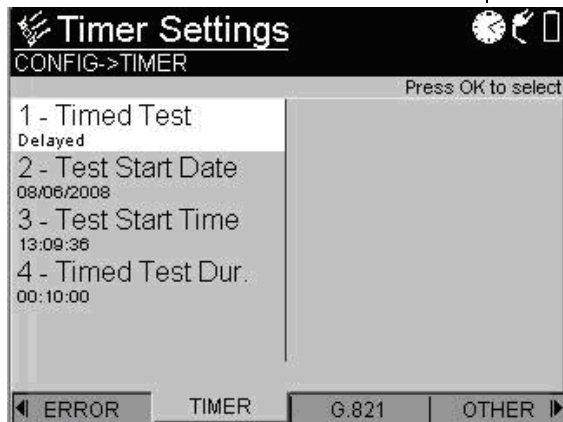 Timer Settings
CONFIG->TIMER
Press OK to select
1 - Timed Test
Delayed
2 - Test Start Date
08/06/2008
3 - Test Start Time
13:09:36
4 - Timed Test Dur.
00:10:00
ERROR TIMER G.821 OTHER